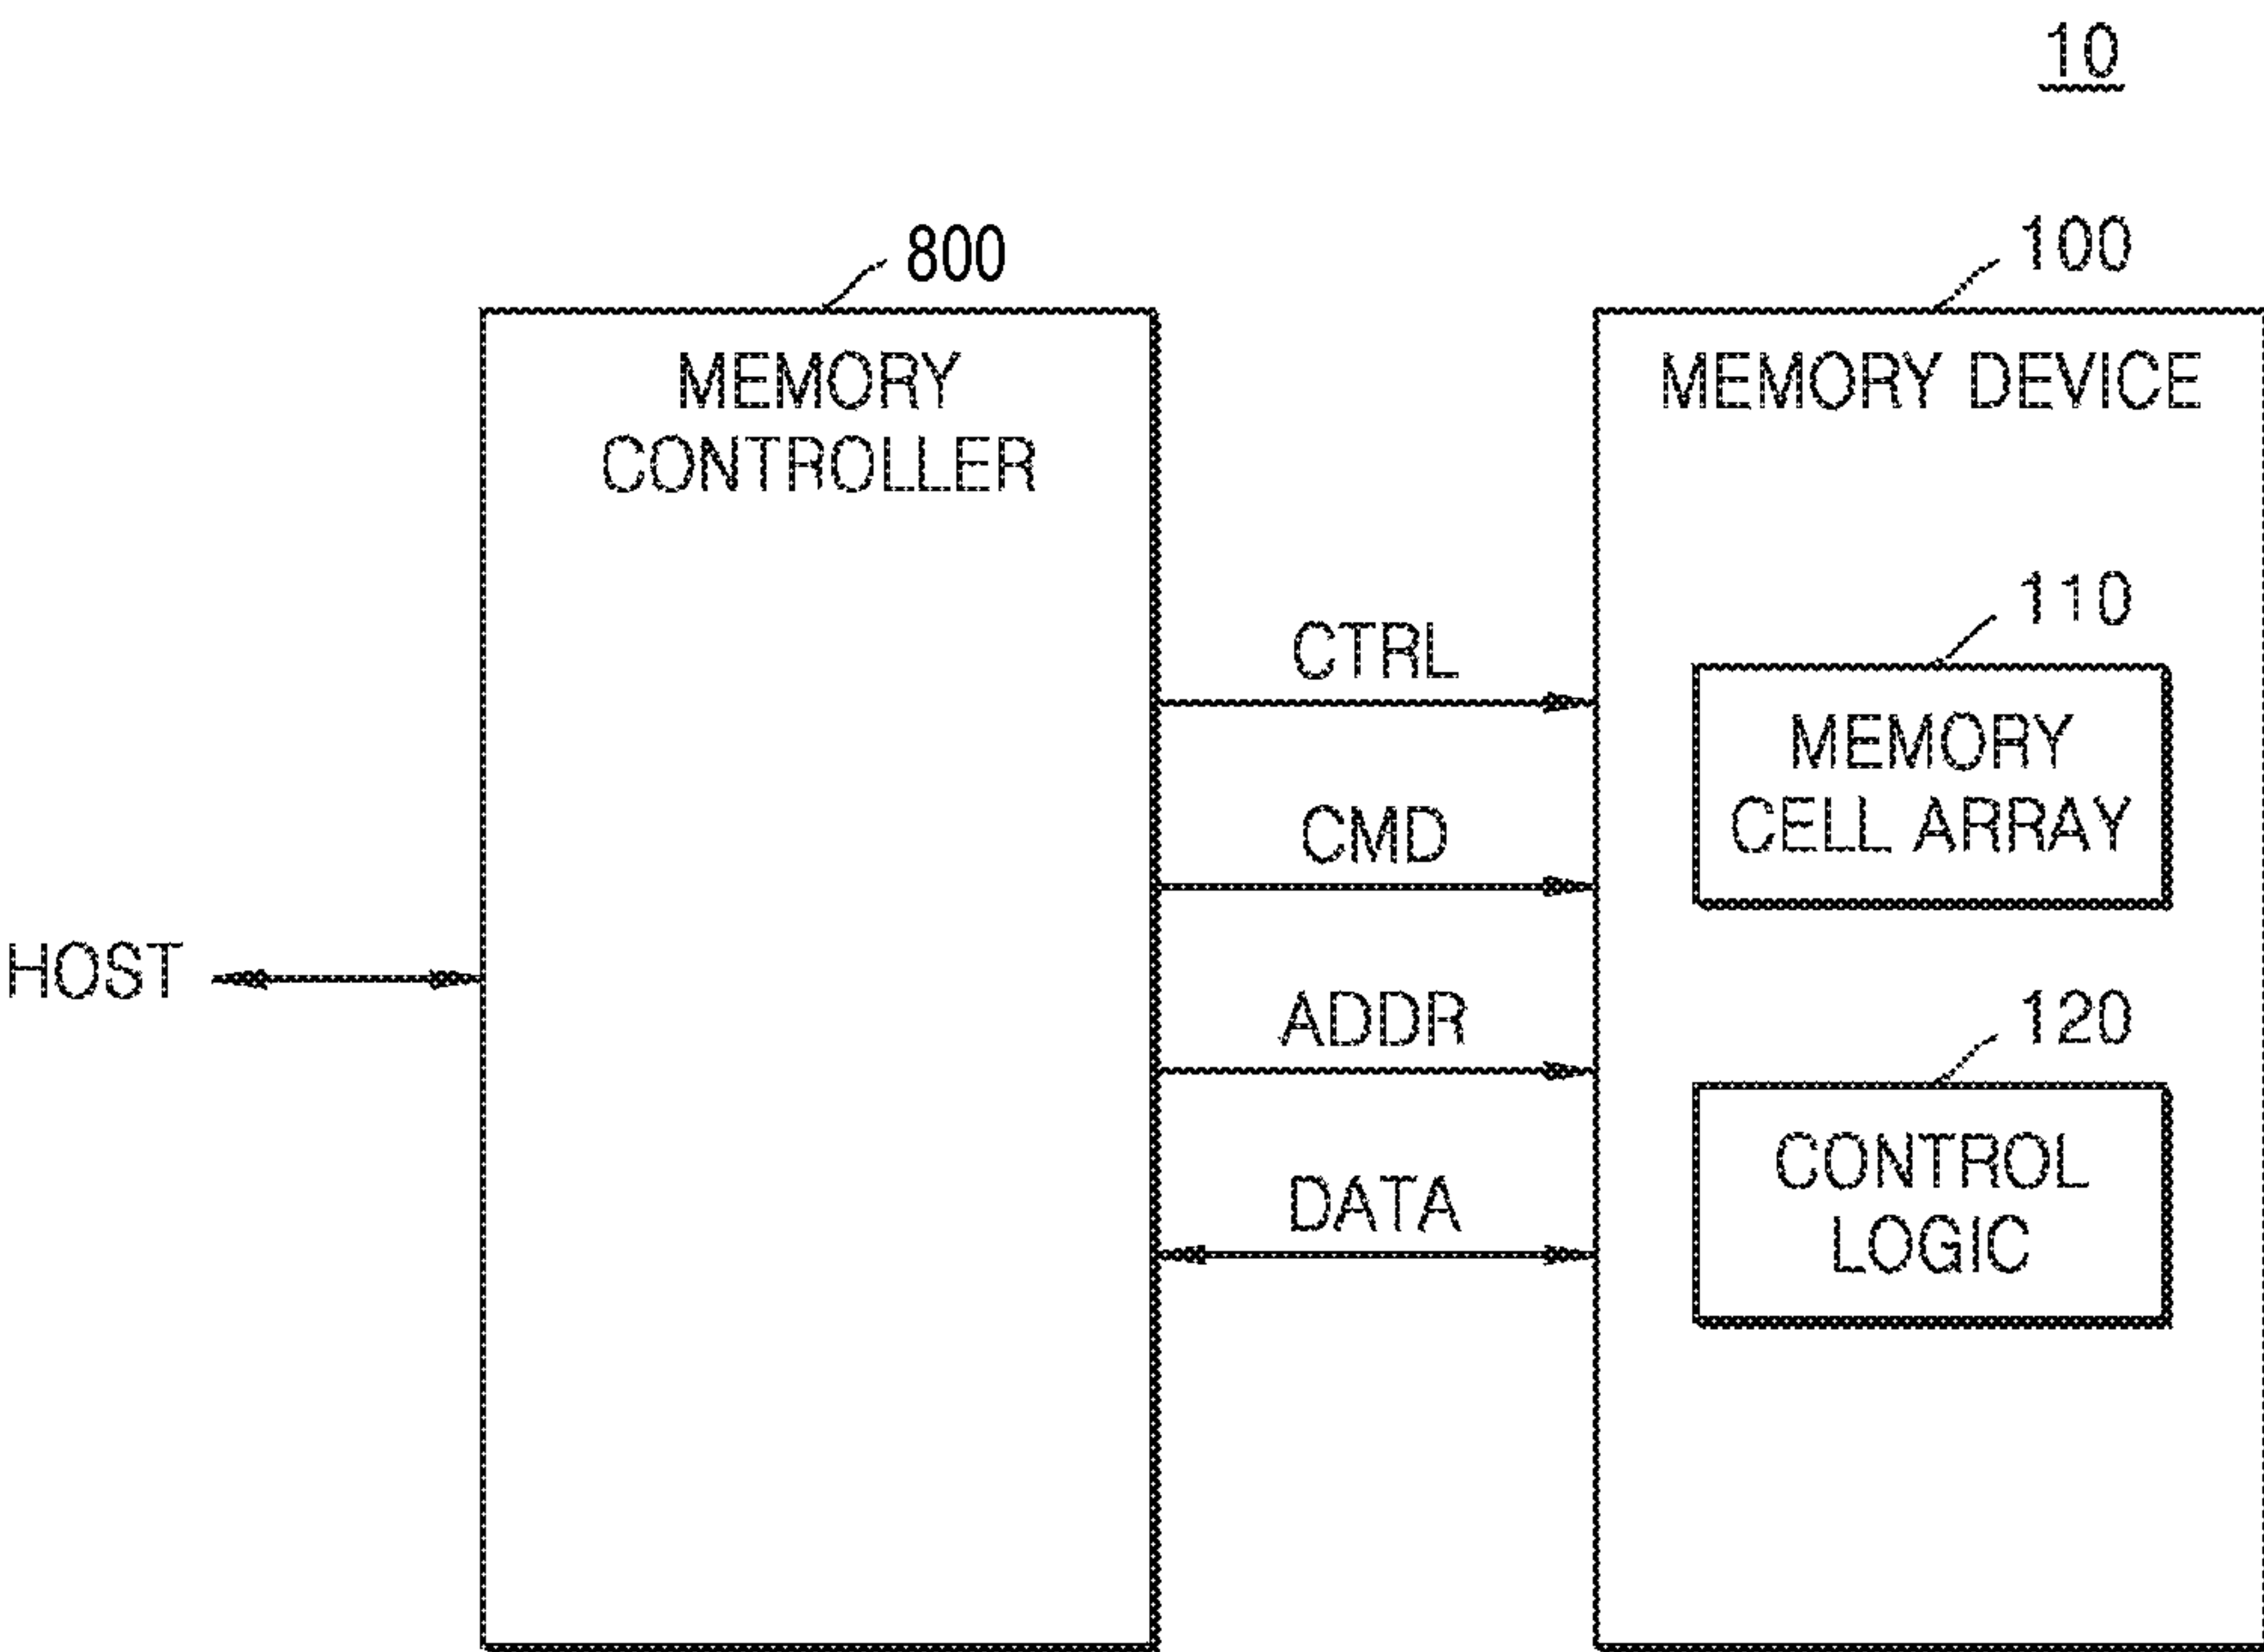 10
800
100
MEMORY
CONTROLLER
MEMORY DEVICE
110
CTRL
MEMORY
CELL ARRAY
CMD
HOST
ADDR
120
DATA
CONTROL
LOGIC